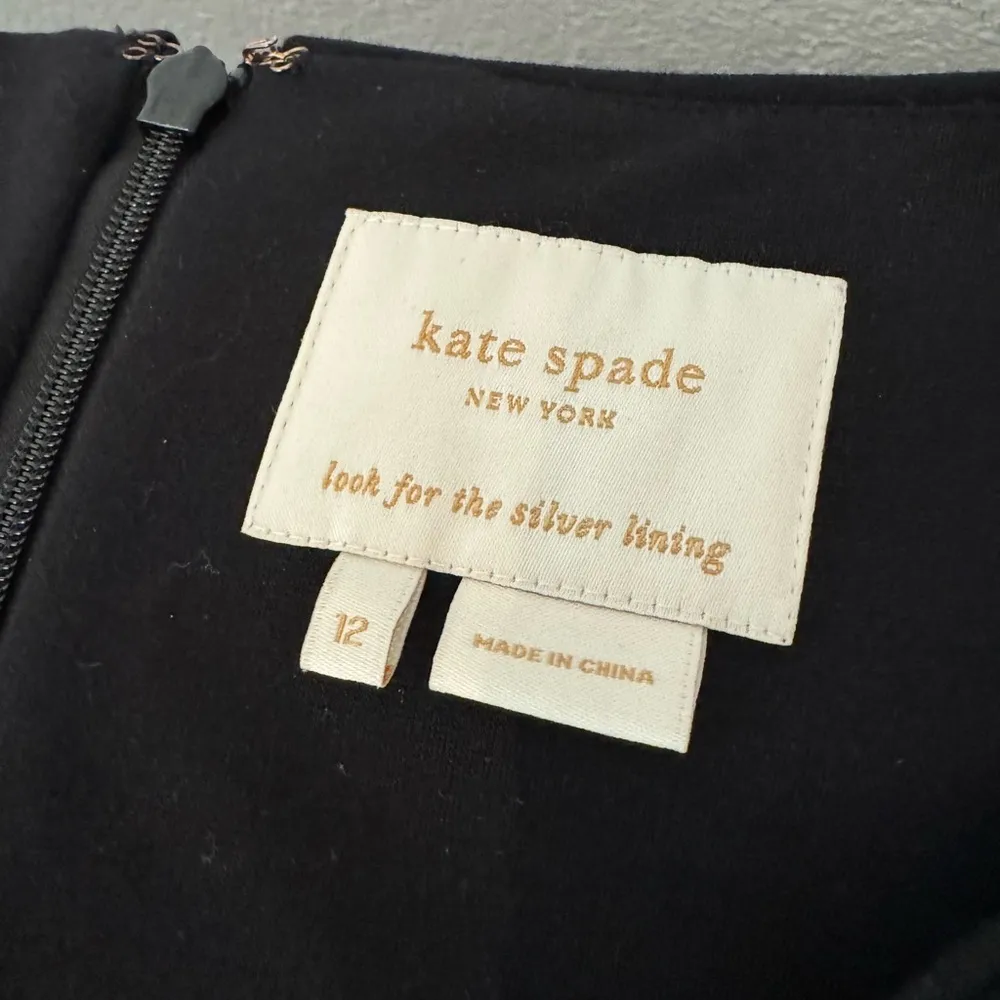 kate spade
NEW YORK
look for the silver lining
12
MADE IN CHINA